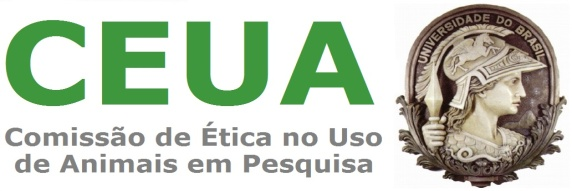 CEUA
Comissão de Ética no Uso
de Animais em Pesquisa
UNIVERSIDADE DO BRASIL